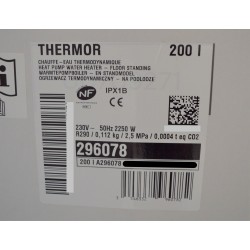 THERMOR 200 l
CHAUFFE-EAU THERMODYNAMIQUE
HEAT PUMP WATER HEATER - FLOOR STANDING
WARMTEPOMPBOILER - EN STANDMODEL
OGRZEWACZ TERMODYNAMICZNY - NA PODŁODZE
NF IPX1B
CE
230V - 50Hz 2250 W
R290 / 0,112 kg / 2,5 MPa / 0,0004 t eq CO2
296078
200 l A296078